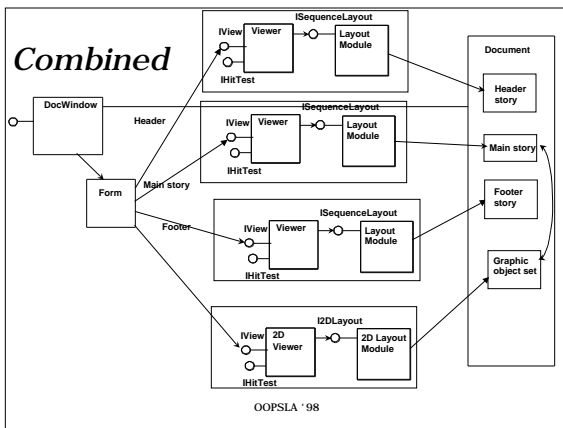 Combined
DocWindow
Form
Header
Main story
Footer
IView
Viewer
IHitTest
ISequenceLayout
Layout
Module
IView
Viewer
IHitTest
ISequenceLayout
Layout
Module
IView
Viewer
IHitTest
ISequenceLayout
Layout
Module
IView
2D
Viewer
IHitTest
I2DLayout
2D Layout
Module
Document
Header
story
Main story
Footer
story
Graphic
object set
OOPSLA '98